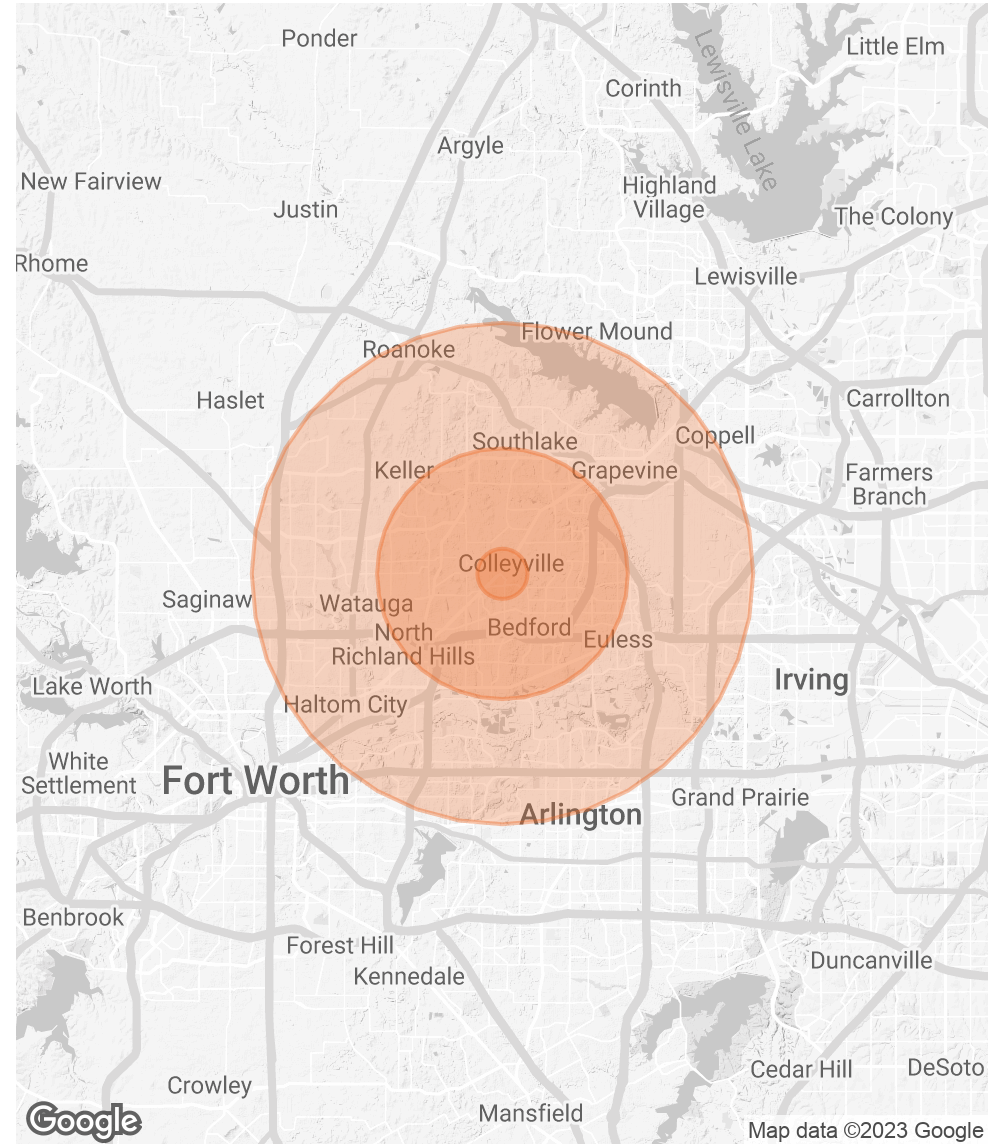 Ponder
Little Elm
Corinth
Lewisville Lake
Argyle
New Fairview
Highland
Village
Justin
The Colony
Rhome
Lewisville
Flower Mound
Roanoke
Haslet
Carrollton
Coppell
Southlake
Keller
Grapevine
Farmers
Branch
Colleyville
Saginaw
Watauga
Bedford
North
Richland Hills
Euless
Irving
Lake Worth
Haltom City
White
Settlement
Fort Worth
Grand Prairie
Arlington
Benbrook
Forest Hill
Kennedale
Duncanville
Cedar Hill
DeSoto
Crowley
Mansfield
Google
Map data ©2023 Google